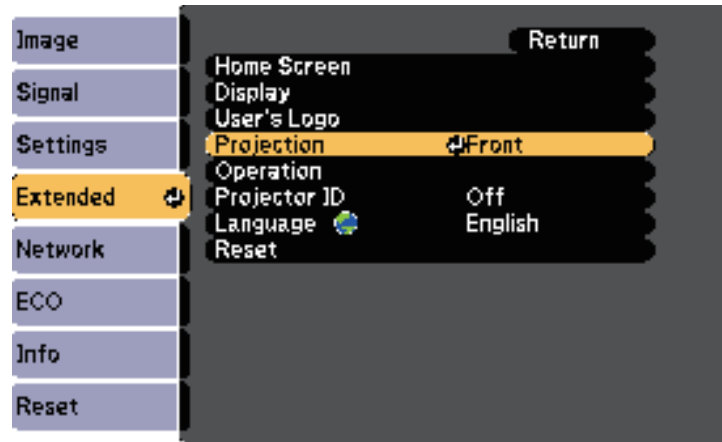 Image
Signal
Settings
Extended
Network
ECO
Info
Reset
Return
Home Screen
Display
User's Logo
Projection Front
Operation
Projector ID Off
Language English
Reset